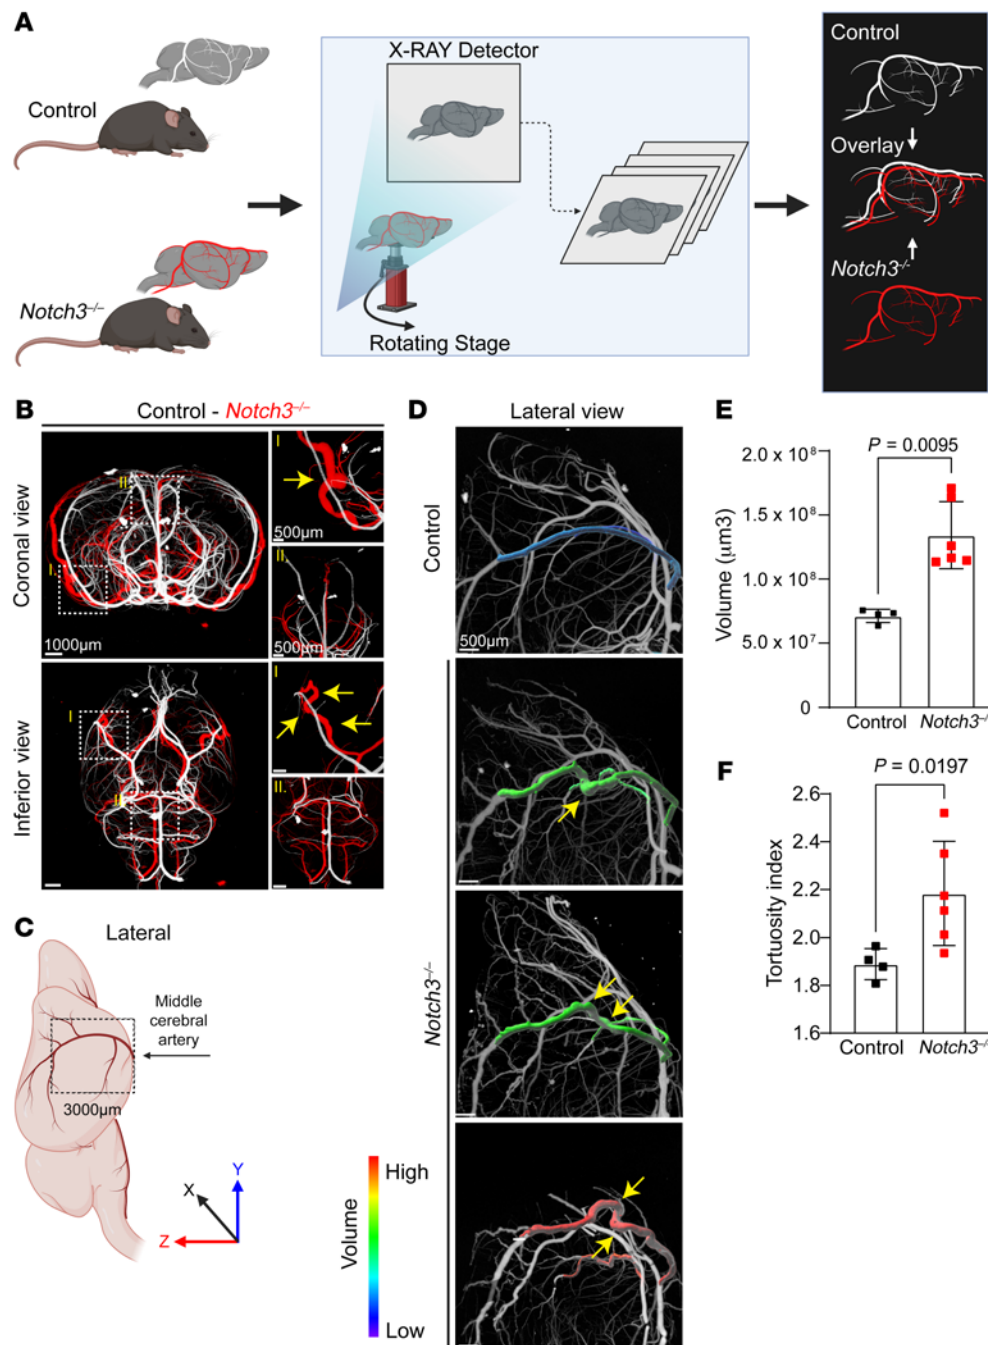 A
Control
Notch3–/–
X-RAY Detector
Rotating Stage
Control
Overlay
Notch3-/-
B
Control - Notch3–/–
Coronal view
II
I.
1000µm
I
500µm
II.
500µm
Inferior view
I
II
I
II.
C
Lateral
Middle
cerebral
artery
3000µm
X
Y
Z
D
Lateral view
Control
500µm
Notch3–/–
Volume
High
Low
E
P = 0.0095
Volume (µm3)
2.0 x 10⁸
1.5 x 10⁸
1.0 x 10⁸
5.0 x 10⁷
0
Control
Notch3–/–
F
P = 0.0197
Tortuosity index
2.6
2.4
2.2
2.0
1.8
1.6
Control
Notch3–/–